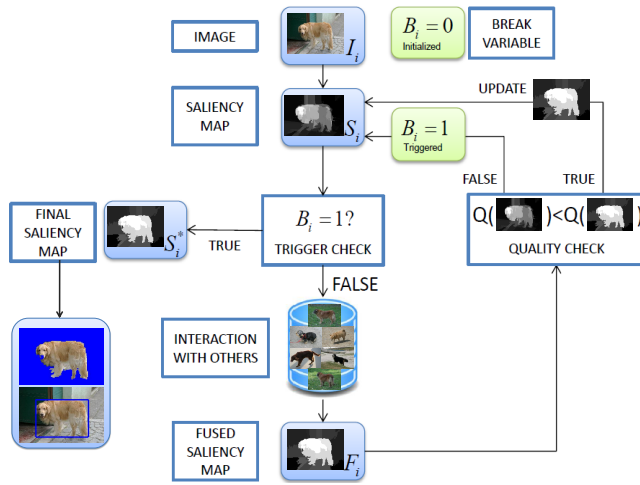 IMAGE
I_i
B_i = 0
Initialized
BREAK
VARIABLE
UPDATE
SALIENCY
MAP
S_i
B_i = 1
Triggered
FALSE
TRUE
FINAL
SALIENCY
MAP
S_i^*
TRUE
B_i = 1?
TRIGGER CHECK
Q( )<Q( )
QUALITY CHECK
FALSE
INTERACTION
WITH OTHERS
FUSED
SALIENCY
MAP
F_i